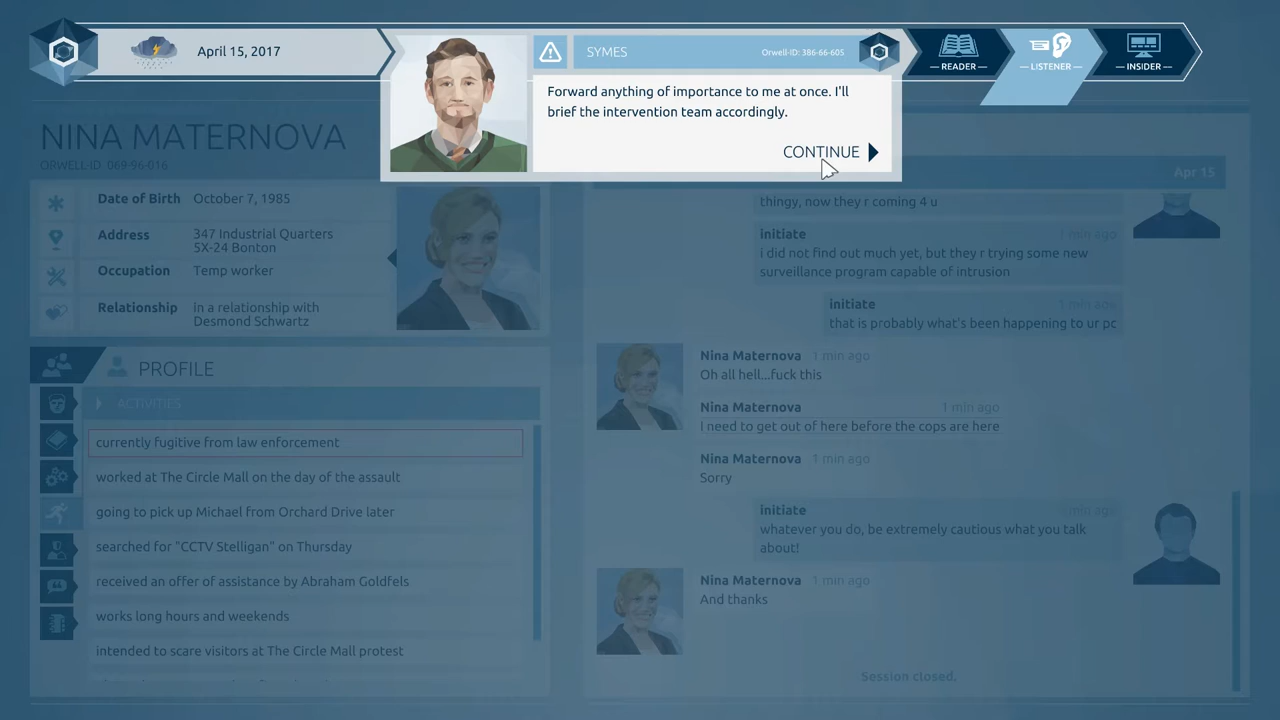 April 15, 2017
SYMES
Orwell-ID: 386-66-605
Forward anything of importance to me at once. I'll
brief the intervention team accordingly.
CONTINUE
— READER —
— LISTENER —
— INSIDER —
NINA MATERNOVA
ORWELL-ID 069-96-016
Date of Birth October 7, 1985
Address 347 Industrial Quarters
5X-24 Bonton
Occupation Temp worker
Relationship in a relationship with
Desmond Schwartz
PROFILE
ACTIVITIES
currently fugitive from law enforcement
worked at The Circle Mall on the day of the assault
going to pick up Michael from Orchard Drive later
searched for "CCTV Stelligan" on Thursday
received an offer of assistance by Abraham Goldfels
works long hours and weekends
intended to scare visitors at The Circle Mall protest
Apr 15
thingy, now they r coming 4 u
initiate 1 min ago
i did not find out much yet, but they r trying some new
surveillance program capable of intrusion
initiate 1 min ago
that is probably what's been happening to ur pc
Nina Maternova 1 min ago
Oh all hell...fuck this
Nina Maternova 1 min ago
I need to get out of here before the cops are here
Nina Maternova 1 min ago
Sorry
initiate 1 min ago
whatever you do, be extremely cautious what you talk
about!
Nina Maternova 1 min ago
And thanks
Session closed.